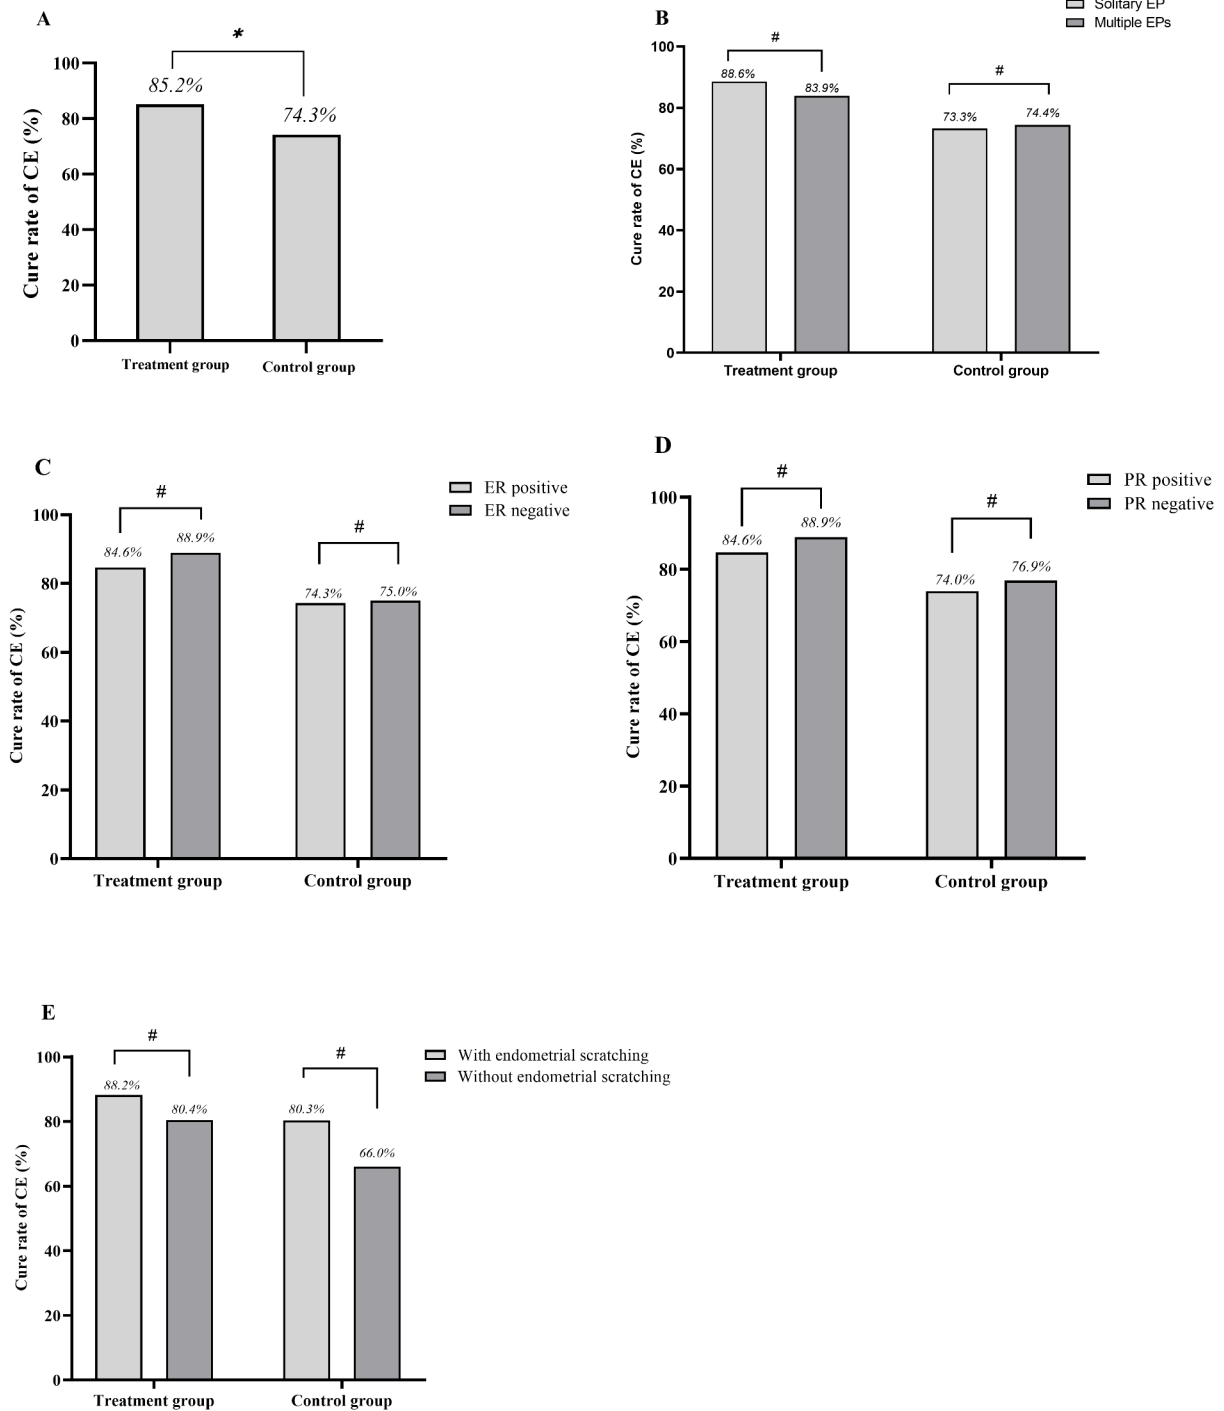 A
*
100
85.2%
74.3%
80
60
40
20
0
Cure rate of CE (%)
Treatment group
Control group
B
Solitary EP
Multiple EPs
#
#
100
88.6%
83.9%
73.3%
74.4%
80
60
40
20
0
Cure rate of CE (%)
Treatment group
Control group
C
ER positive
ER negative
#
#
100
84.6%
88.9%
74.3%
75.0%
80
60
40
20
0
Cure rate of CE (%)
Treatment group
Control group
D
PR positive
PR negative
#
#
100
84.6%
88.9%
74.0%
76.9%
80
60
40
20
0
Cure rate of CE (%)
Treatment group
Control group
E
With endometrial scratching
Without endometrial scratching
#
#
100
88.2%
80.4%
80.3%
66.0%
80
60
40
20
0
Cure rate of CE (%)
Treatment group
Control group